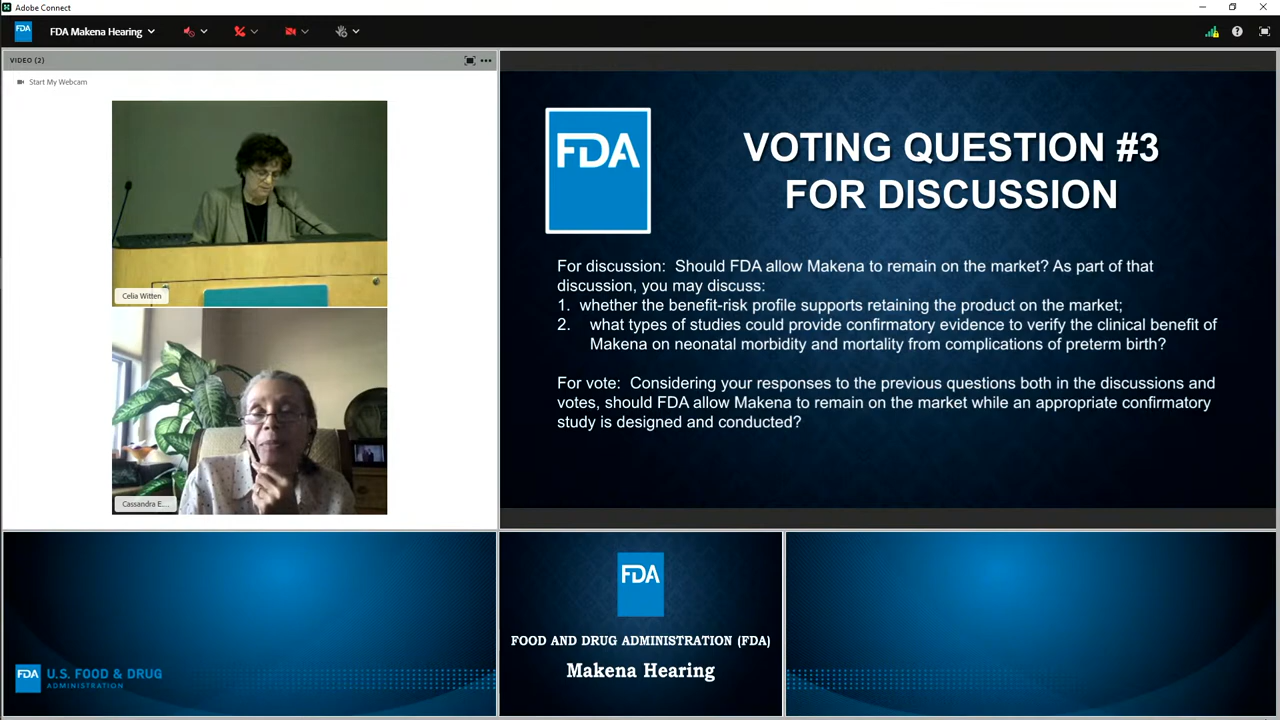 Adobe Connect
FDA
FDA Makena Hearing
VIDEO (2)
Start My Webcam
Celia Witten
Cassandra E...
FDA
VOTING QUESTION #3
FOR DISCUSSION
For discussion: Should FDA allow Makena to remain on the market? As part of that
discussion, you may discuss:
1. whether the benefit-risk profile supports retaining the product on the market;
2. what types of studies could provide confirmatory evidence to verify the clinical benefit of
Makena on neonatal morbidity and mortality from complications of preterm birth?
For vote: Considering your responses to the previous questions both in the discussions and
votes, should FDA allow Makena to remain on the market while an appropriate confirmatory
study is designed and conducted?
FDA
U.S. FOOD & DRUG
ADMINISTRATION
FDA
FOOD AND DRUG ADMINISTRATION (FDA)
Makena Hearing